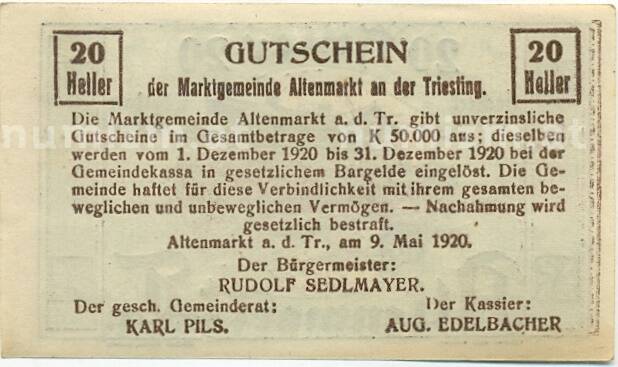 20 Heller
GUTSCHEIN
20 Heller
der Marktgemeinde Altenmarkt an der Triesting.
Die Marktgemeinde Altenmarkt a. d. Tr. gibt unverzinsliche
Gutscheine im Gesamtbetrage von K 50.000 aus; dieselben
werden vom 1. Dezember 1920 bis 31. Dezember 1920 bei der
Gemeindekassa in gesetzlichem Bargelde eingelöst. Die Ge-
meinde haftet für diese Verbindlichkeit mit ihrem gesamten be-
weglichen und unbeweglichen Vermögen. — Nachahmung wird
gesetzlich bestraft.
Altenmarkt a. d. Tr., am 9. Mai 1920.
Der Bürgermeister:
RUDOLF SEDLMAYER.
Der gesch. Gemeinderat:
Der Kassier:
KARL PILS.
AUG. EDELBACHER